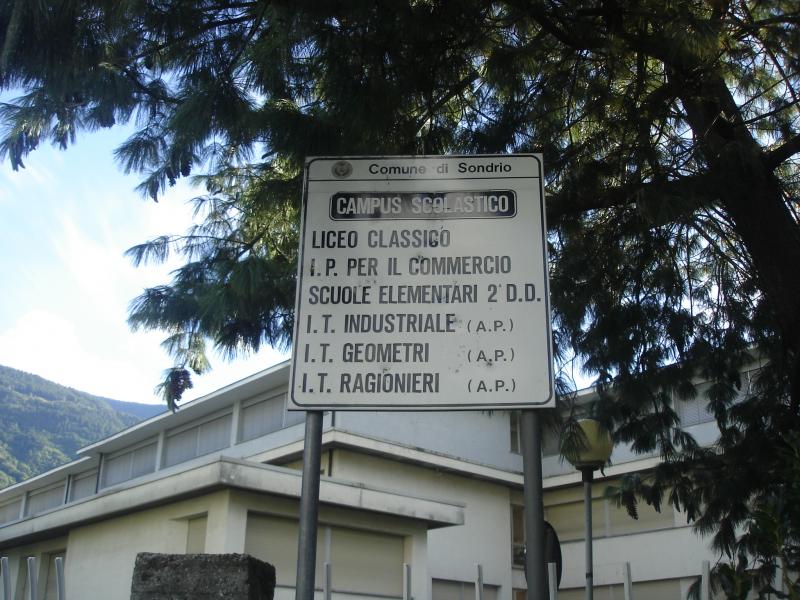 Comune di Sondrio
CAMPUS SCOLASTICO
LICEO CLASSICO
I.P. PER IL COMMERCIO
SCUOLE ELEMENTARI 2° D.D.
I.T. INDUSTRIALE (A.P.)
I.T. GEOMETRI (A.P.)
I.T. RAGIONIERI (A.P.)